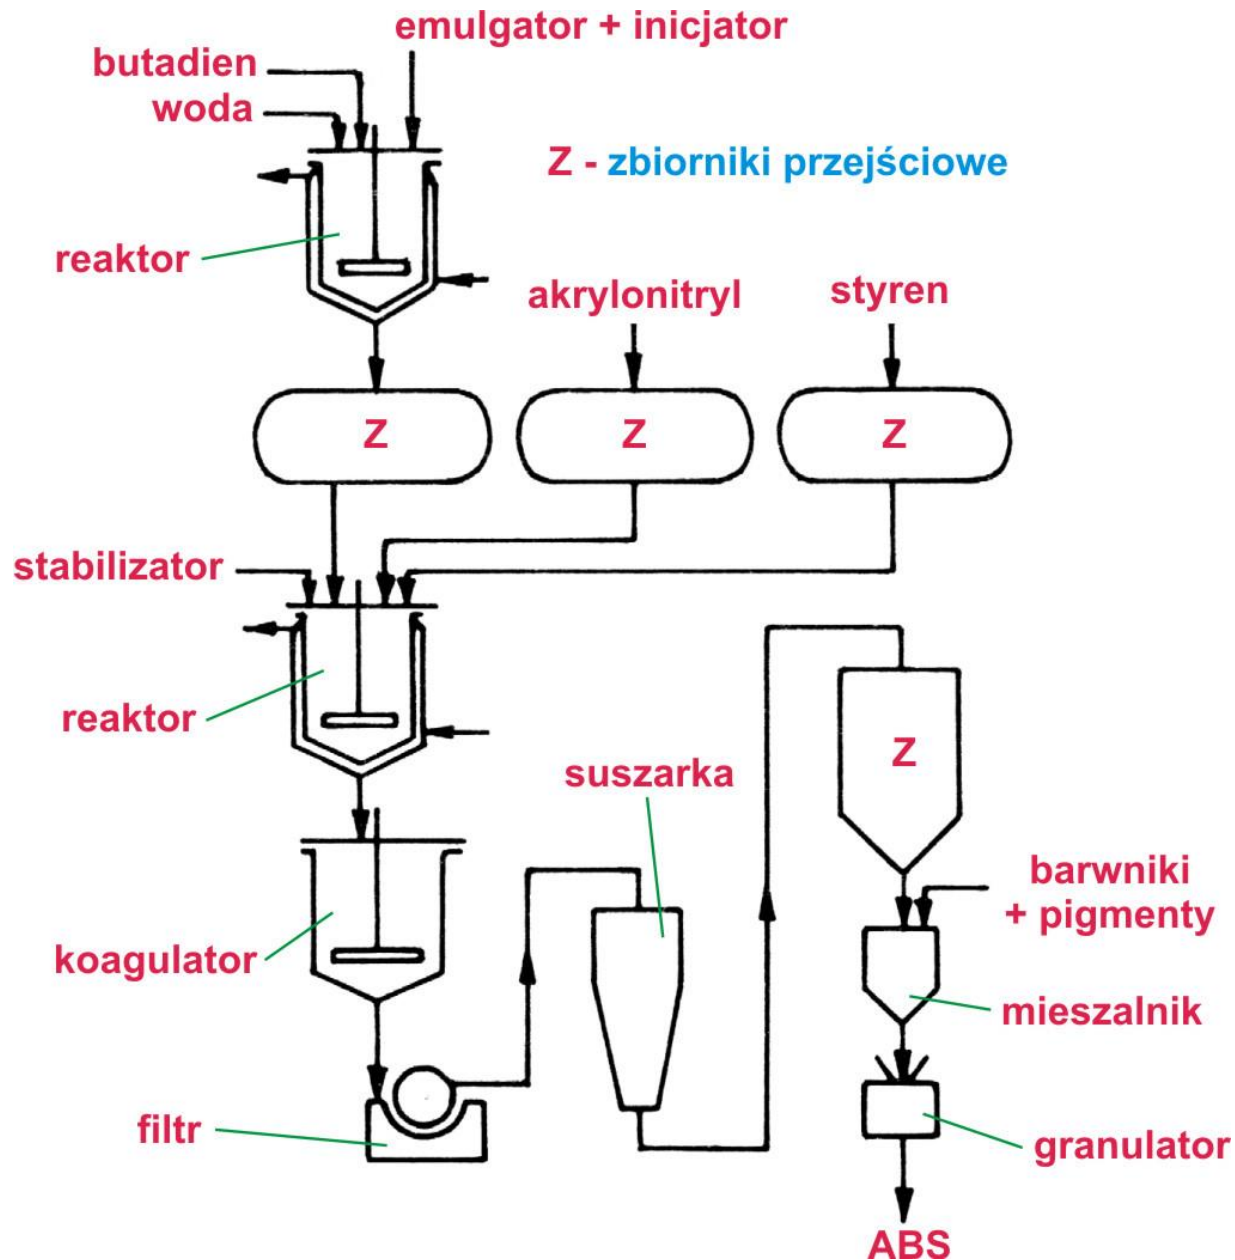 emulgator + inicjator
butadien
woda
Z - zbiorniki przejściowe
reaktor
akrylonitryl
styren
Z
Z
Z
stabilizator
reaktor
suszarka
Z
barwniki
+ pigmenty
koagulator
mieszalnik
filtr
granulator
ABS